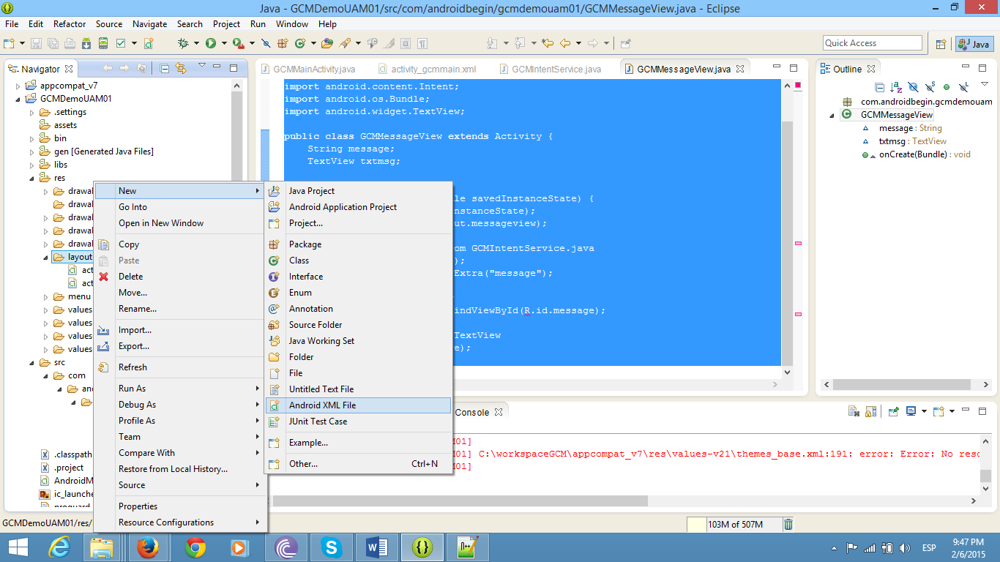 Java - GCMDemoUAM01/src/com/androidbegin/gcmdemouam01/GCMMessageView.java - Eclipse
File Edit Refactor Source Navigate Search Project Run Window Help
Quick Access
Java
Navigator
appcompat_v7
GCMDemoUAM01
.settings
assets
bin
gen [Generated Java Files]
libs
res
drawal
drawal
drawal
drawal
drawal
layout
act
act
menu
values
values
values
values
src
com
an
.classpath
.project
AndroidM
ic_launche
proguard
GCMDemoUAM01/res/
New
Go Into
Open in New Window
Copy
Paste
Delete
Move...
Rename...
Import...
Export...
Refresh
Run As
Debug As
Profile As
Team
Compare With
Restore from Local History...
Source
Properties
Resource Configurations
Java Project
Android Application Project
Project...
Package
Class
Interface
Enum
Annotation
Source Folder
Java Working Set
Folder
File
Untitled Text File
Android XML File
JUnit Test Case
Example...
Other... Ctrl+N
GCMMainActivity.java activity_gcmmain.xml GCMIntentService.java GCMMessageView.java
import android.content.Intent;
import android.os.Bundle;
import android.widget.TextView;
public class GCMMessageView extends Activity {
String message;
TextView txtmsg;
le savedInstanceState) {
nstanceState);
ut.messageview);
om GCMIntentService.java
);
Extra("message");
indViewById(R.id.message);
TextView
e);
Console
M01]
M01] C:\workspaceGCM\appcompat_v7\res\values-v21\themes_base.xml:191: error: Error: No resc
M01]
103M of 507M
Outline
com.androidbegin.gcmdemouam
GCMMessageView
message : String
txtmsg : TextView
onCreate(Bundle) : void
ESP
9:47 PM
2/6/2015